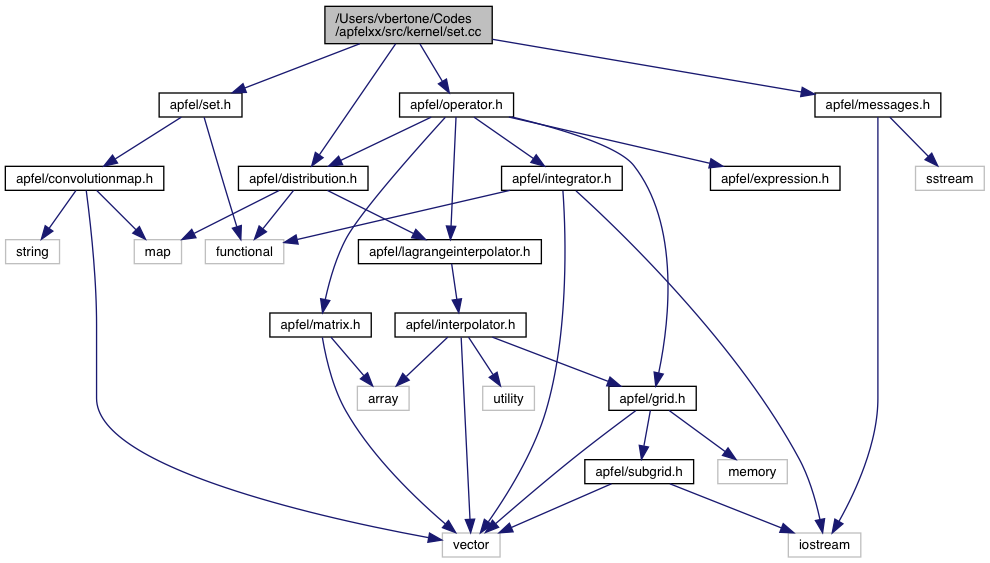 /Users/vbertone/Codes
/apfelxx/src/kernel/set.cc
apfel/set.h
apfel/operator.h
apfel/messages.h
apfel/convolutionmap.h
apfel/distribution.h
apfel/integrator.h
apfel/expression.h
sstream
string
map
functional
apfel/lagrangeinterpolator.h
apfel/matrix.h
apfel/interpolator.h
array
utility
apfel/grid.h
apfel/subgrid.h
memory
vector
iostream